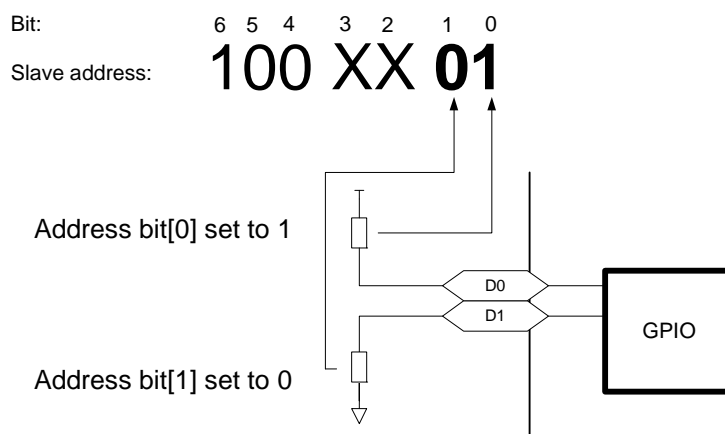 Bit: 6 5 4 3 2 1 0
Slave address: 100 XX 01
Address bit[0] set to 1
D0
D1
GPIO
Address bit[1] set to 0